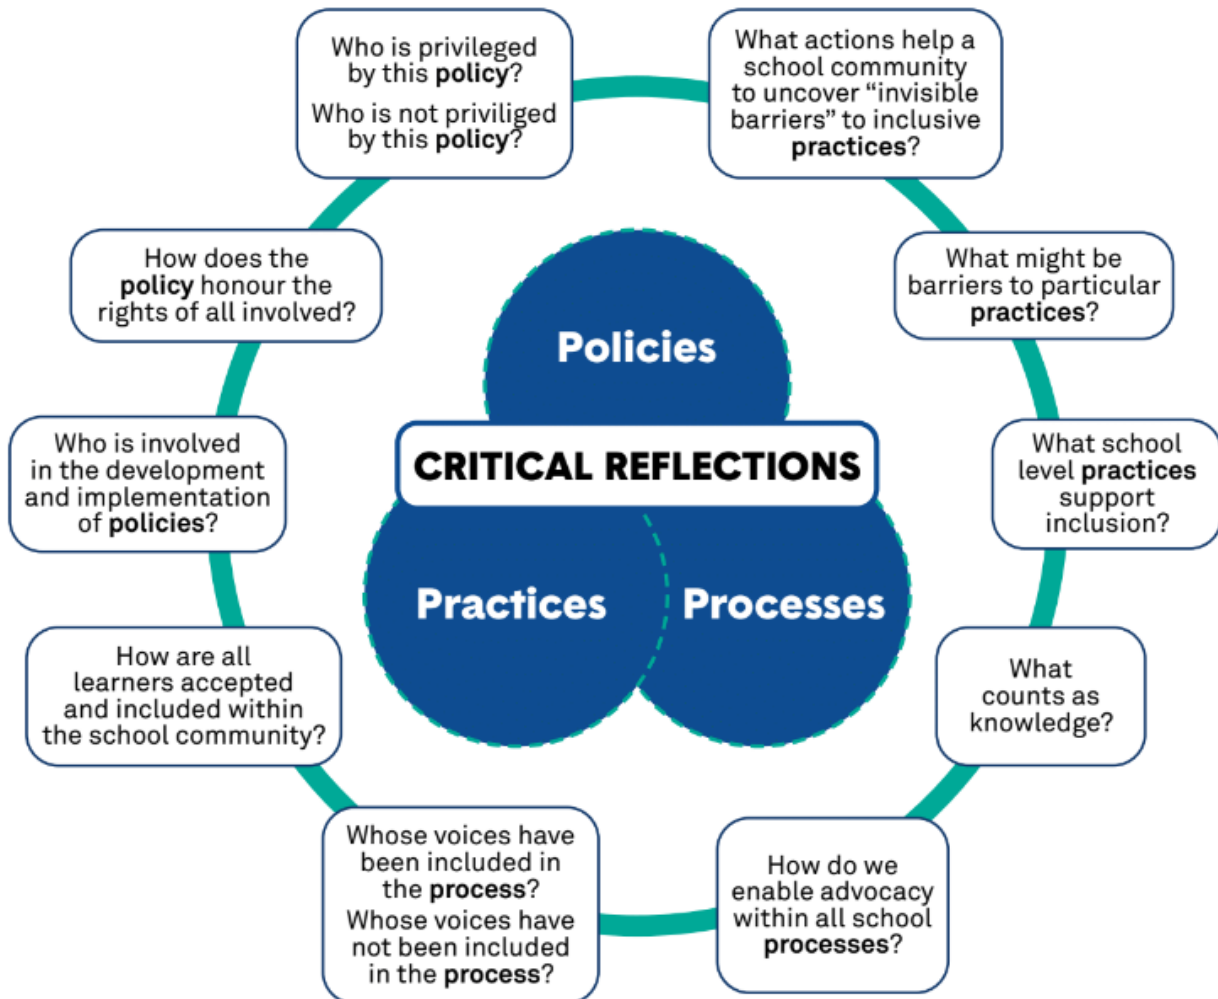 Who is privileged
by this policy?
Who is not priviliged
by this policy?
What actions help a
school community
to uncover “invisible
barriers” to inclusive
practices?
How does the
policy honour the
rights of all involved?
What might be
barriers to particular
practices?
Policies
CRITICAL REFLECTIONS
Practices
Processes
Who is involved
in the development
and implementation
of policies?
What school
level practices
support
inclusion?
How are all
learners accepted
and included within
the school community?
What
counts as
knowledge?
Whose voices have
been included in
the process?
Whose voices have
not been included
in the process?
How do we
enable advocacy
within all school
processes?